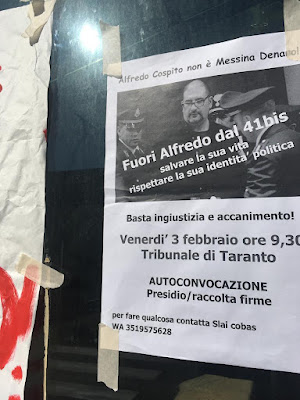 Alfredo Cospito non è Messina Denaro!
Fuori Alfredo dal 41bis
salvare la sua vita
rispettare la sua identita' politica
Basta ingiustizia e accanimento!
Venerdi' 3 febbraio ore 9,30
Tribunale di Taranto
AUTOCONVOCAZIONE
Presidio/raccolta firme
per fare qualcosa contatta Slai cobas
WA 3519575628